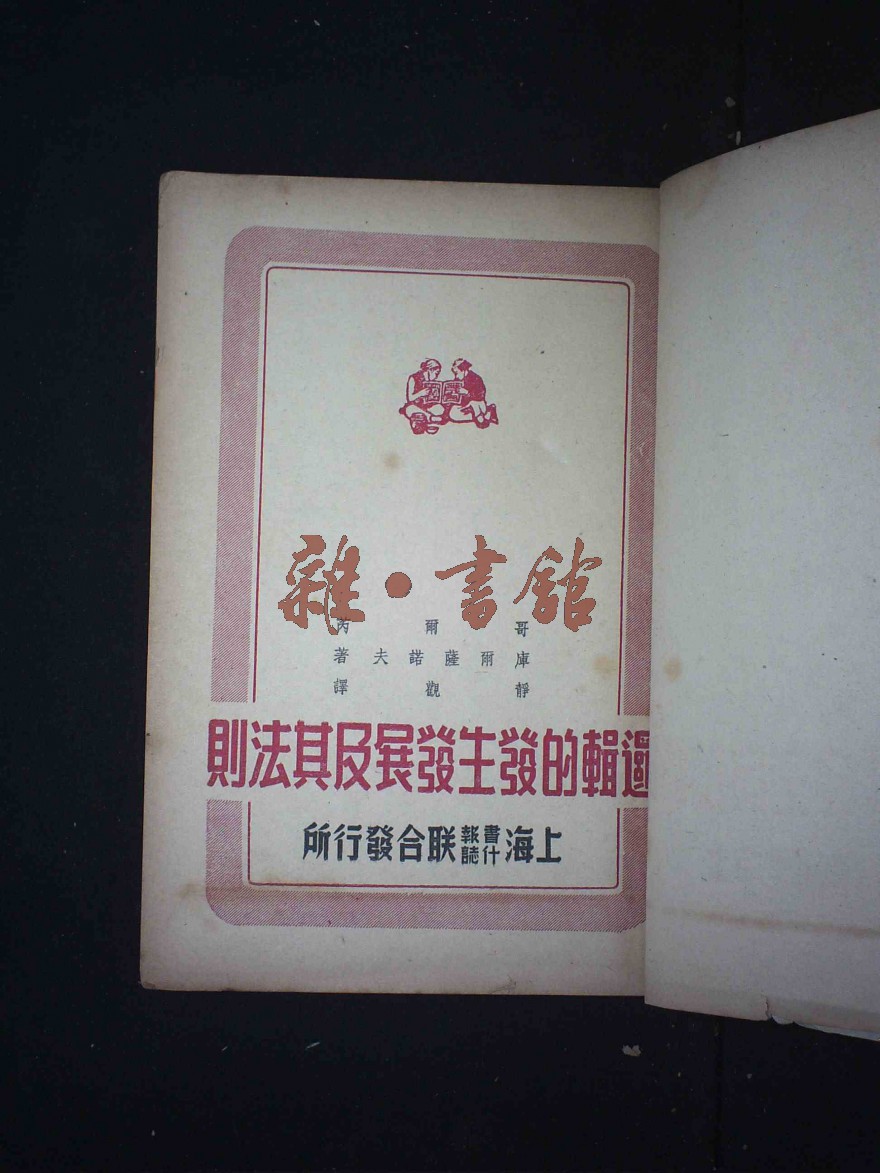 雜•書館
哥爾芮
庫爾薩諾夫著
靜觀譯
邏輯的發生發展及其法則
上海書報什誌联合發行所